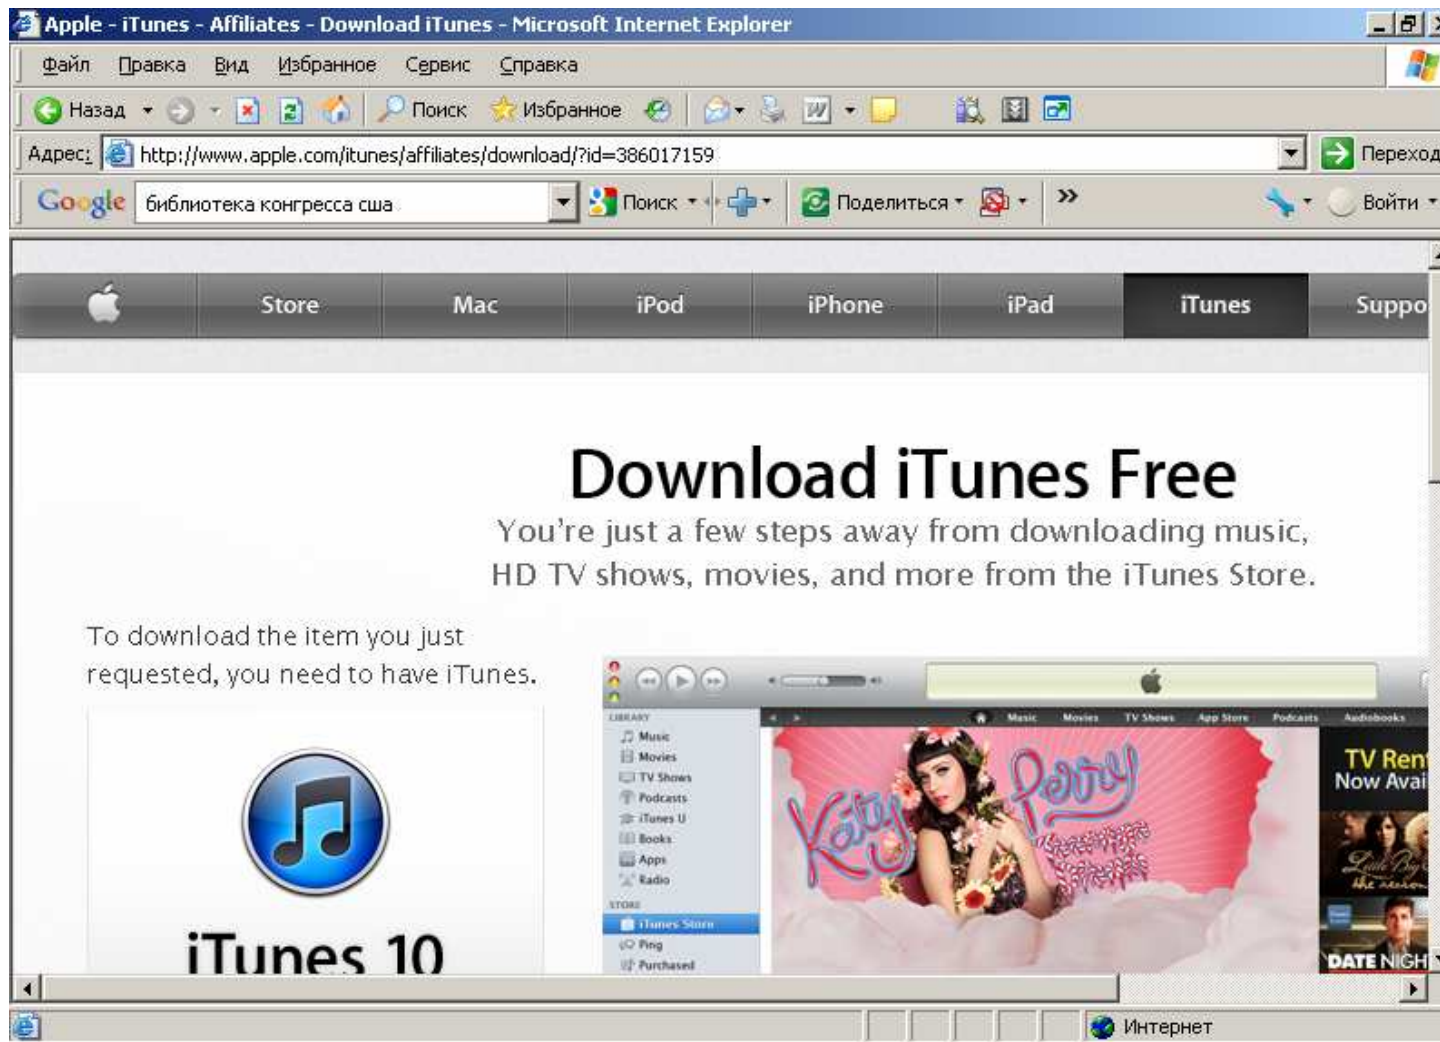 Apple - iTunes - Affiliates - Download iTunes - Microsoft Internet Explorer
Файл Правка Вид Избранное Сервис Справка
Назад Поиск Избранное
Адрес: http://www.apple.com/itunes/affiliates/download/?id=386017159 Переход
Google библиотека конгресса сша Поиск Поделиться Войти
Store Mac iPod iPhone iPad iTunes Suppo
Download iTunes Free
You're just a few steps away from downloading music,
HD TV shows, movies, and more from the iTunes Store.
To download the item you just
requested, you need to have iTunes.
iTunes 10
LIBRARY
Music
Movies
TV Shows
Podcasts
iTunes U
Books
Apps
Radio
STORE
iTunes Store
Ping
Purchased
Music Movies TV Shows App Store Podcasts Audiobooks
Katy Perry
TV Ren
Now Avai
DATE NIGH
Интернет